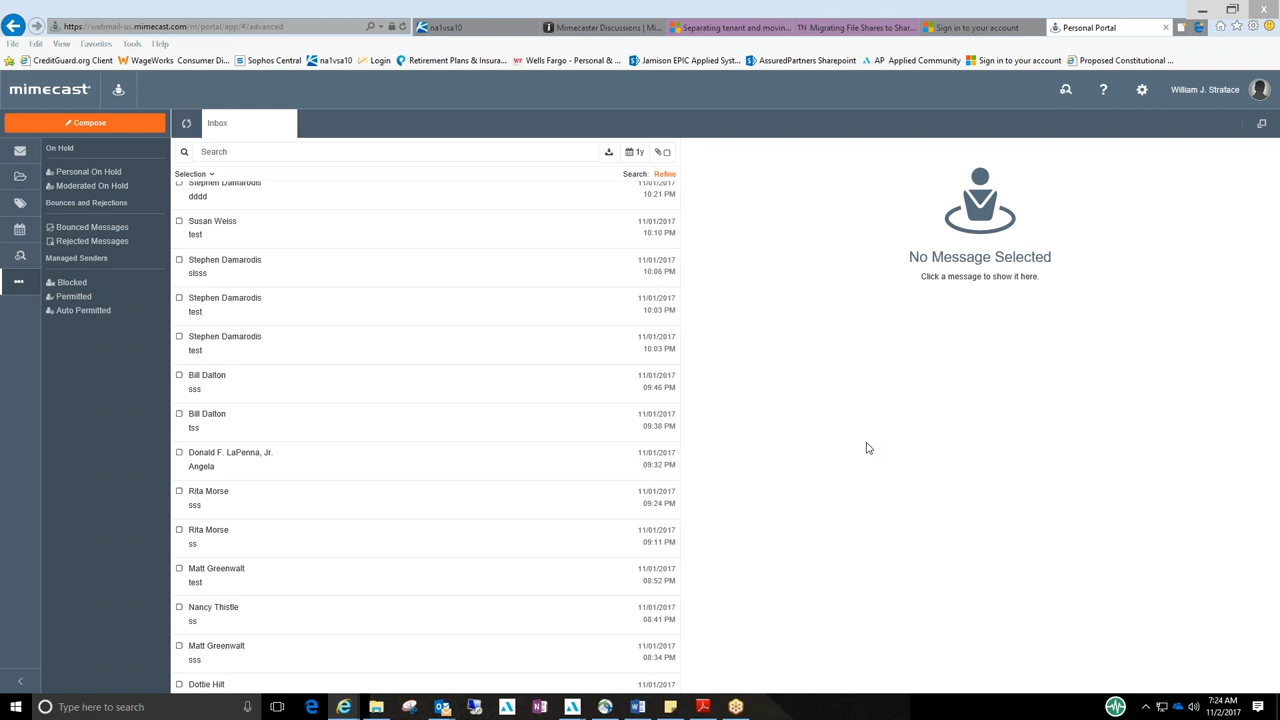 https://webmail-us.mimecast.com/m/portal/app/#/advanced
na1vsa10
Mimecaster Discussions | Mi...
Separating tenant and movin...
TN Migrating File Shares to Shar...
Sign in to your account
Personal Portal
File Edit View Favorites Tools Help
CreditGuard.org Client
WageWorks Consumer Di...
Sophos Central
na1vsa10
Login
Retirement Plans & Insura...
WF Wells Fargo - Personal & ...
Jamison EPIC Applied Syst...
AssuredPartners Sharepoint
AP Applied Community
Sign in to your account
Proposed Constitutional ...
mimecast
William J. Straface
Compose
Inbox
On Hold
Personal On Hold
Moderated On Hold
Bounces and Rejections
Bounced Messages
Rejected Messages
Managed Senders
Blocked
Permitted
Auto Permitted
Search
1y
Selection
Search: Refine
Stephen Damarodis 11/01/2017
dddd 10:21 PM
Susan Weiss 11/01/2017
test 10:10 PM
Stephen Damarodis 11/01/2017
slsss 10:06 PM
Stephen Damarodis 11/01/2017
test 10:03 PM
Stephen Damarodis 11/01/2017
test 10:03 PM
Bill Dalton 11/01/2017
sss 09:46 PM
Bill Dalton 11/01/2017
tss 09:38 PM
Donald F. LaPenna, Jr. 11/01/2017
Angela 09:32 PM
Rita Morse 11/01/2017
sss 09:24 PM
Rita Morse 11/01/2017
ss 09:11 PM
Matt Greenwalt 11/01/2017
test 08:52 PM
Nancy Thistle 11/01/2017
ss 08:41 PM
Matt Greenwalt 11/01/2017
sss 08:34 PM
Dottie Hilt 11/01/2017
No Message Selected
Click a message to show it here.
Type here to search
7:24 AM
11/2/2017